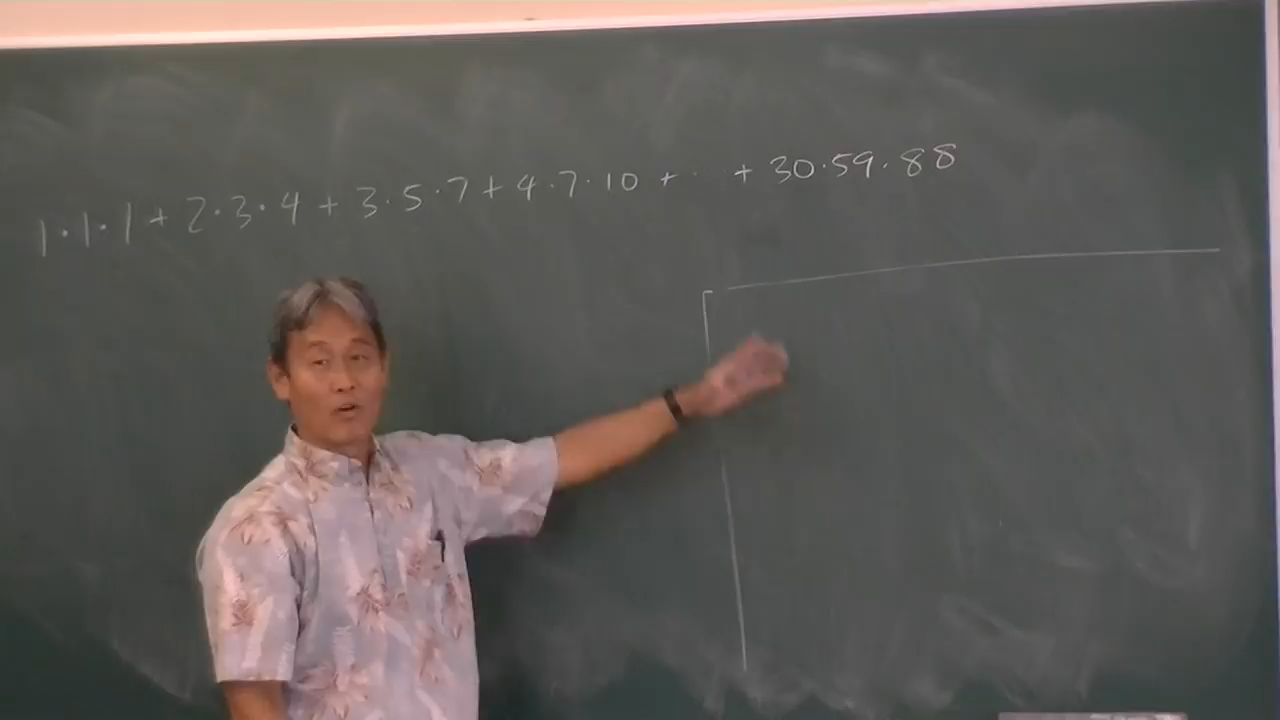 1·1·1 + 2·3·4 + 3·5·7 + 4·7·10 + ·· + 30·59·88